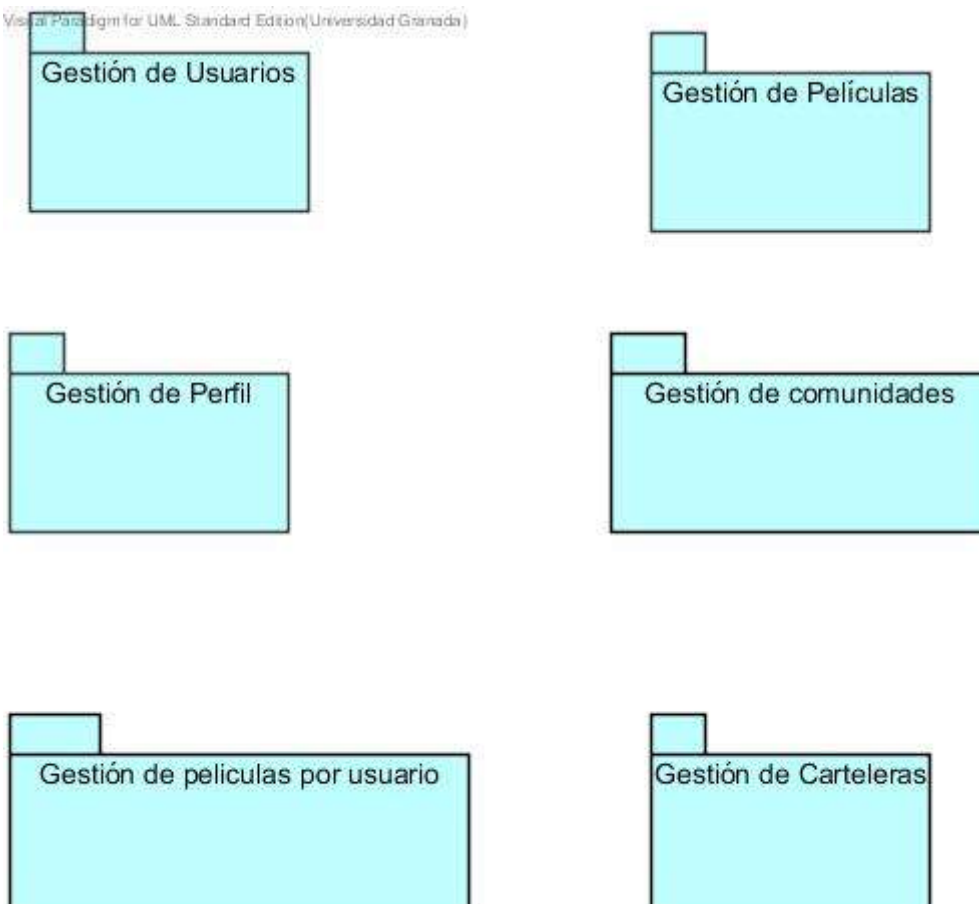 Visual Paradigm for UML Standard Edition(Universidad Granada)
Gestión de Usuarios
Gestión de Películas
Gestión de Perfil
Gestión de comunidades
Gestión de peliculas por usuario
Gestión de Carteleras